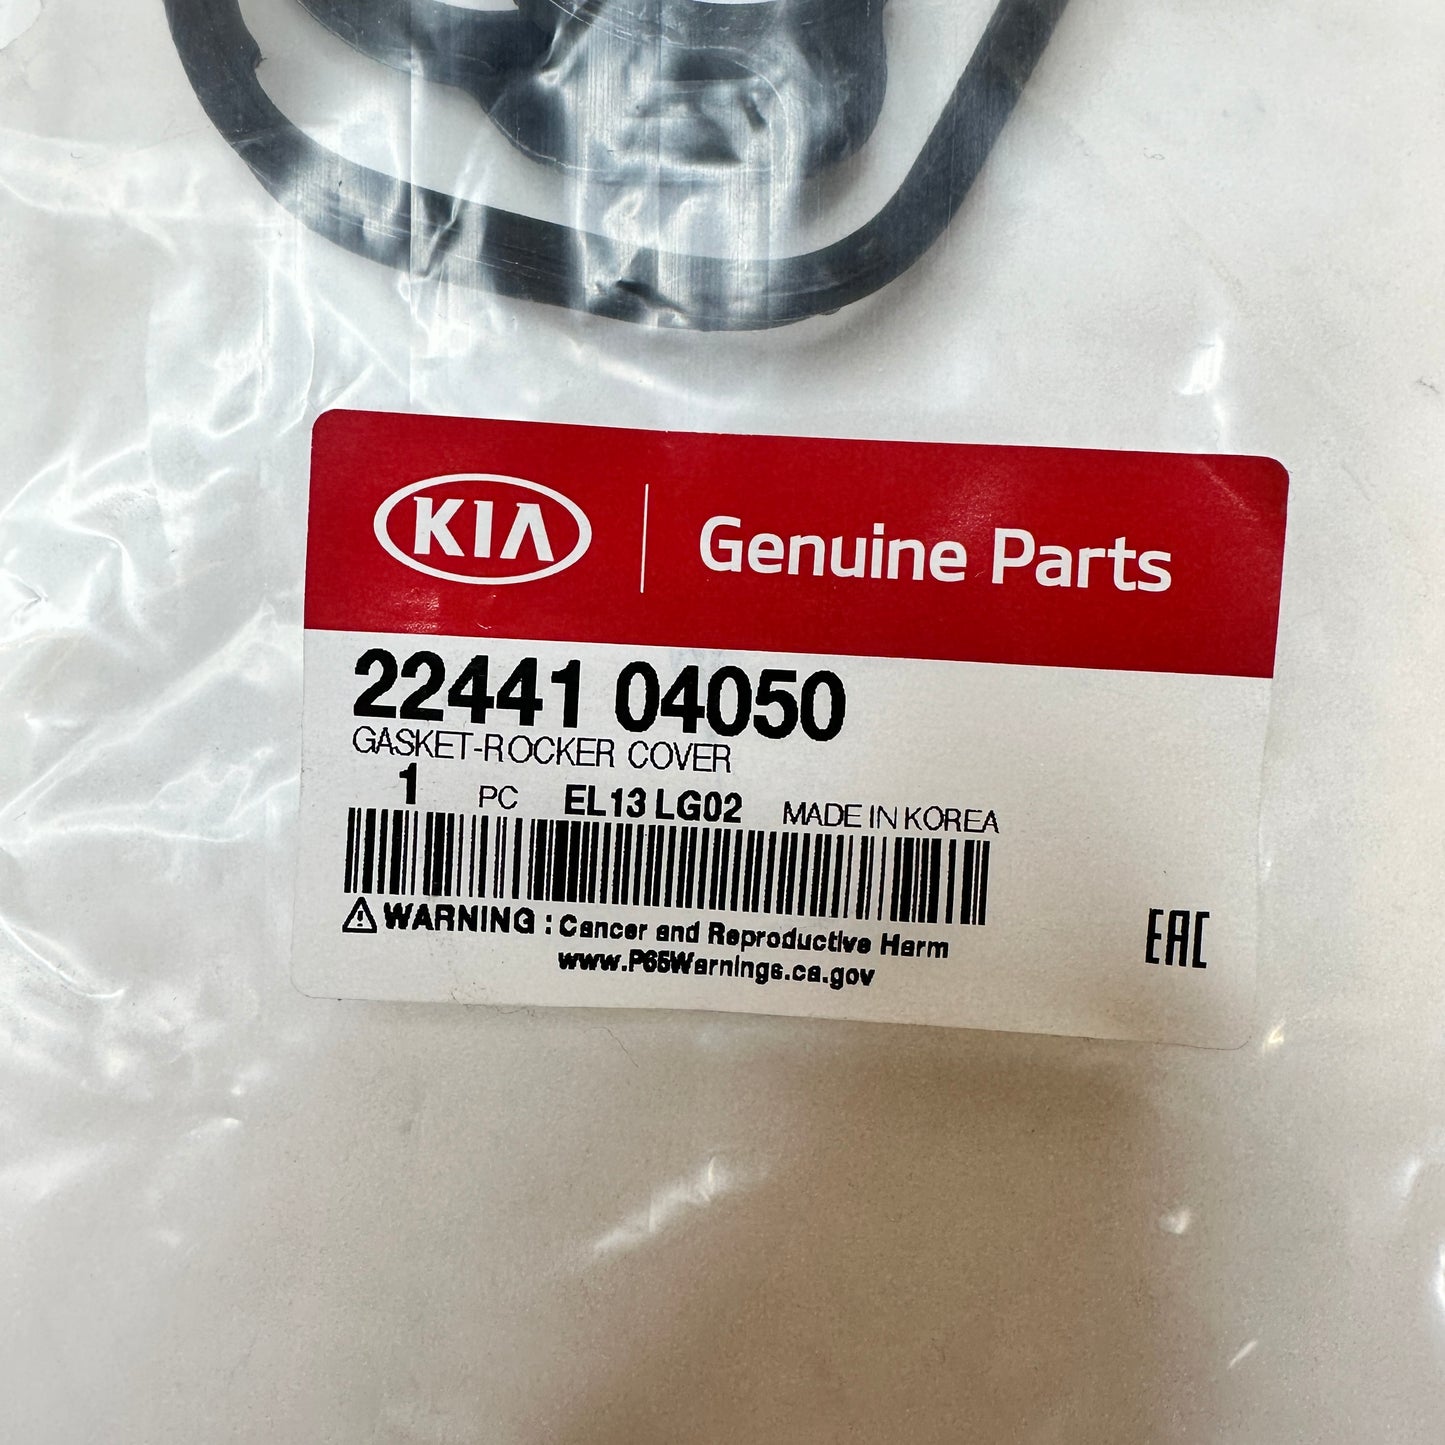 KIA Genuine Parts
22441 04050
GASKET-ROCKER COVER
1 PC EL13 LG02 MADE IN KOREA
WARNING : Cancer and Reproductive Harm
www.P65Warnings.ca.gov
EAC